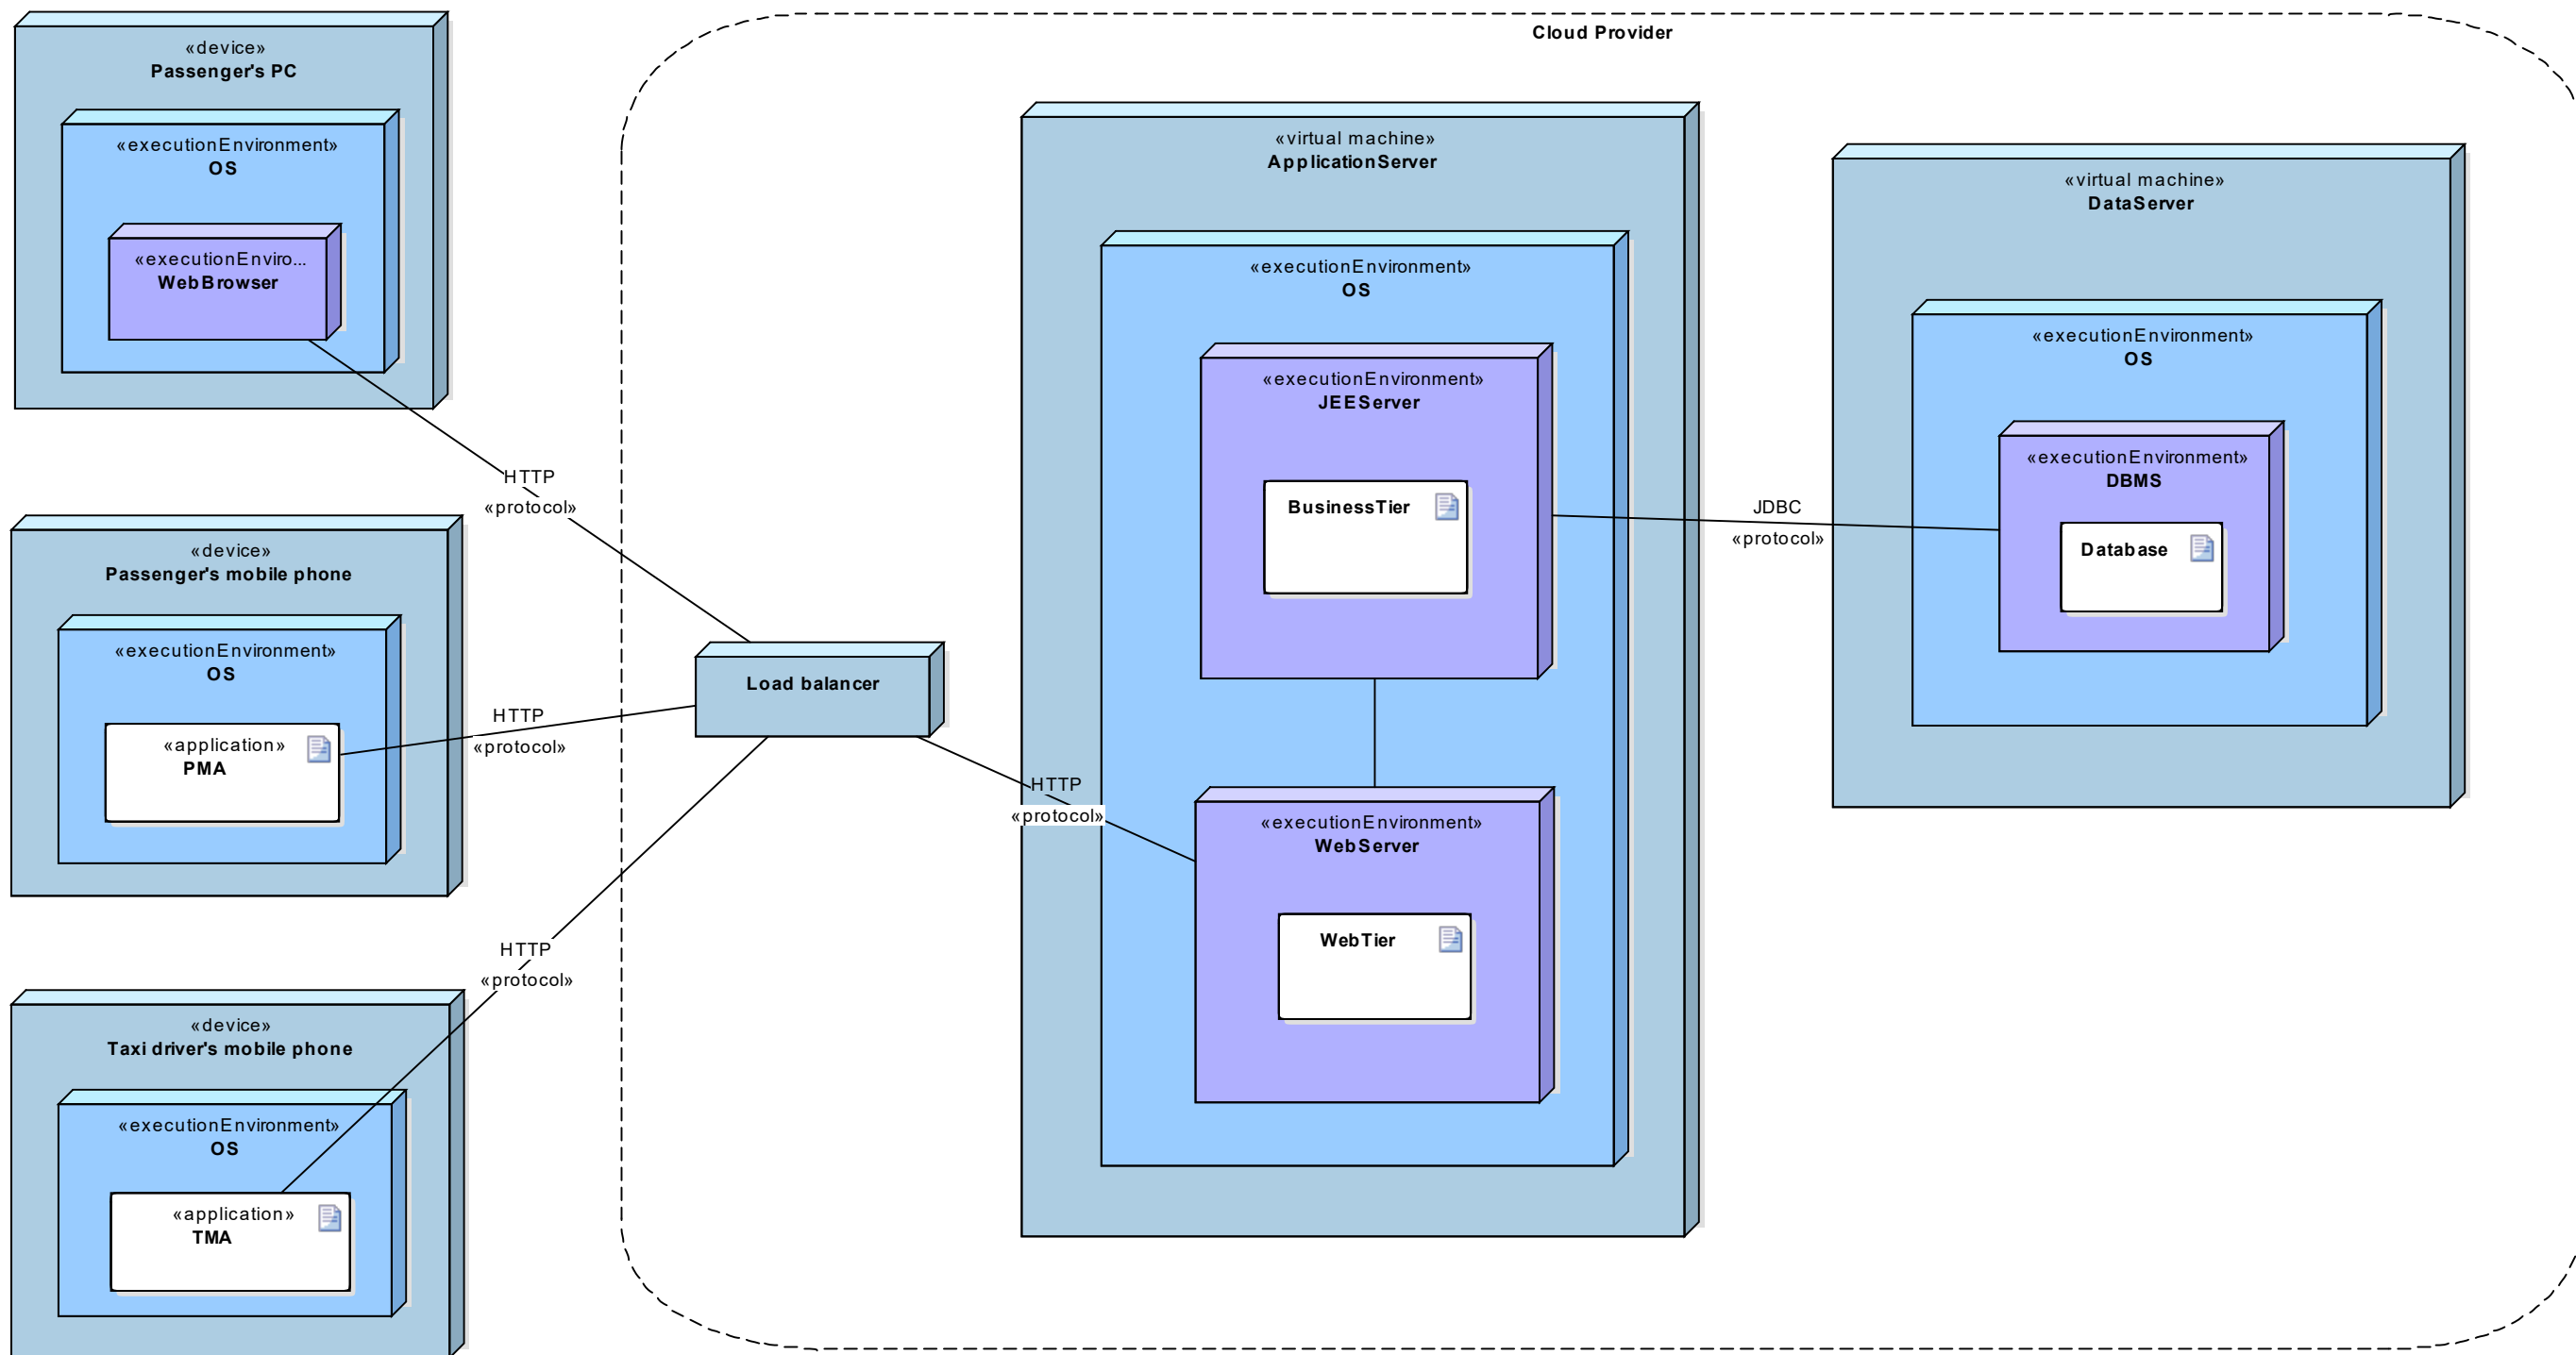 «device»
Passenger's PC
«executionEnvironment»
OS
«executionEnviro...
WebBrowser
HTTP
«protocol»
«device»
Passenger's mobile phone
«executionEnvironment»
OS
«application»
PMA
HTTP
«protocol»
«device»
Taxi driver's mobile phone
«executionEnvironment»
OS
«application»
TMA
HTTP
«protocol»
Cloud Provider
Load balancer
HTTP
«protocol»
«virtual machine»
ApplicationServer
«executionEnvironment»
OS
«executionEnvironment»
JEEServer
BusinessTier
«executionEnvironment»
WebServer
WebTier
JDBC
«protocol»
«virtual machine»
DataServer
«executionEnvironment»
OS
«executionEnvironment»
DBMS
Database